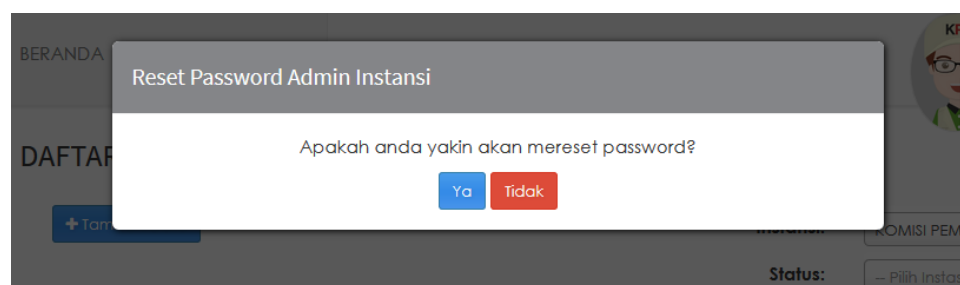 KP
BERANDA
Reset Password Admin Instansi
Apakah anda yakin akan mereset password?
DAFTAR
Ya
Tidak
+Tam
KOMISI PEM
Status:
-- Pilih Instas